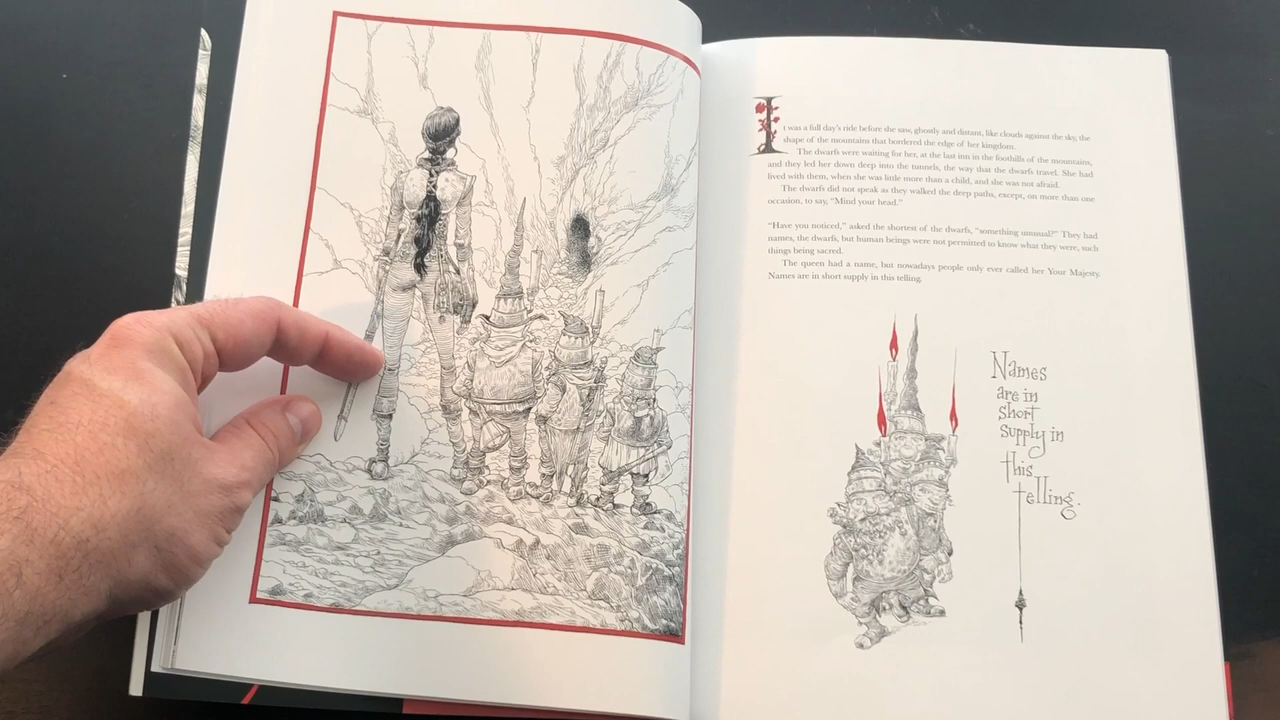 It was a full day's ride before she saw, ghostly and distant, like clouds against the sky, the
shape of the mountains that bordered the edge of her kingdom.
The dwarfs were waiting for her, at the last inn in the foothills of the mountains,
and they led her down deep into the tunnels, the way that the dwarfs travel. She had
lived with them, when she was little more than a child, and she was not afraid.
The dwarfs did not speak as they walked the deep paths, except, on more than one
occasion, to say, “Mind your head.”
“Have you noticed,” asked the shortest of the dwarfs, “something unusual?” They had
names, the dwarfs, but human beings were not permitted to know what they were, such
things being sacred.
The queen had a name, but nowadays people only ever called her Your Majesty.
Names are in short supply in this telling.
Names
are in
short
supply in
this
telling.